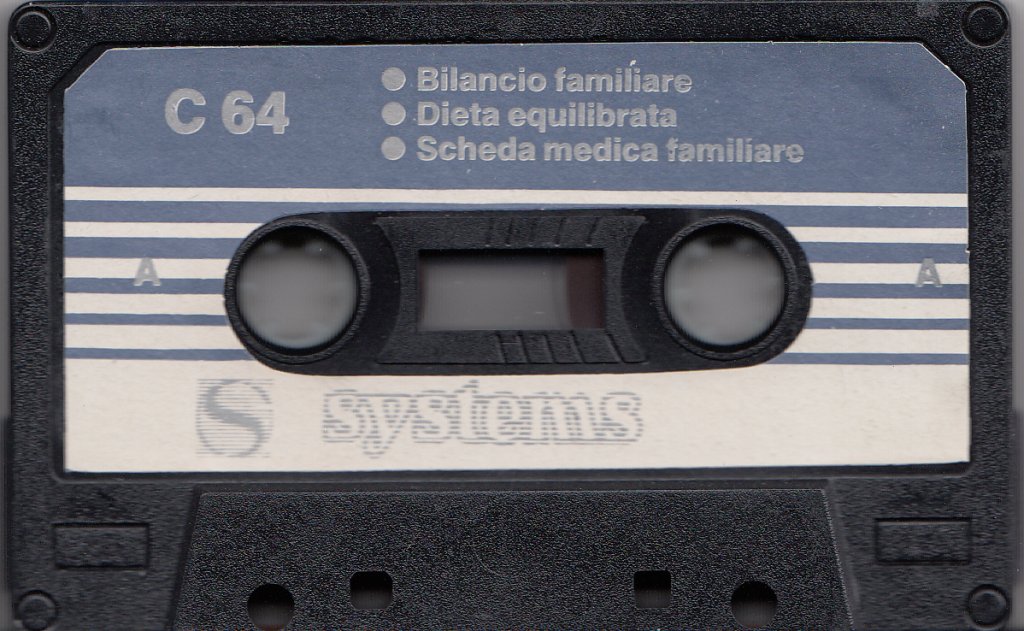 C 64
Bilancio familiare
Dieta equilibrata
Scheda medica familiare
A
A
S systems